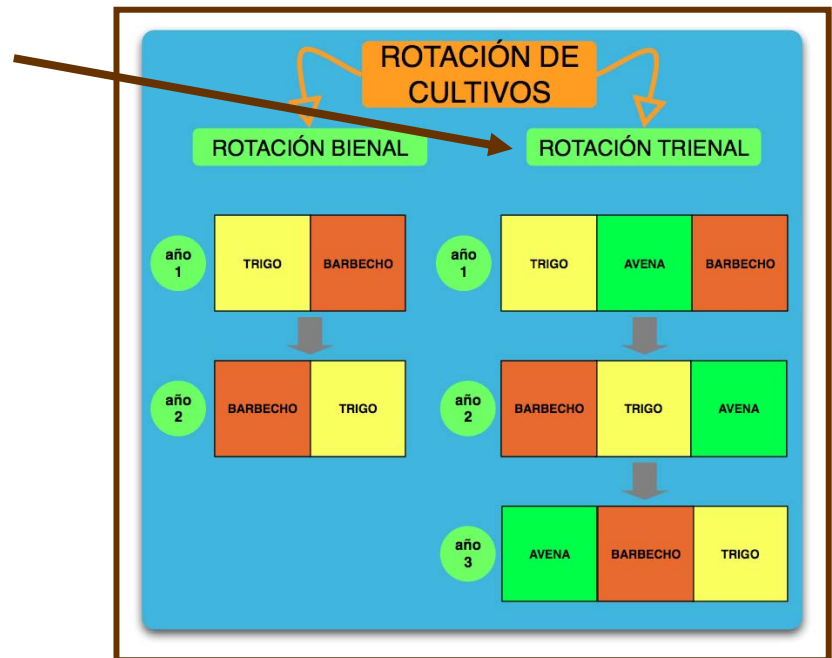 ROTACIÓN DE
CULTIVOS
ROTACIÓN BIENAL
ROTACIÓN TRIENAL
año
1
TRIGO
BARBECHO
año
2
BARBECHO
TRIGO
año
1
TRIGO
AVENA
BARBECHO
año
2
BARBECHO
TRIGO
AVENA
año
3
AVENA
BARBECHO
TRIGO